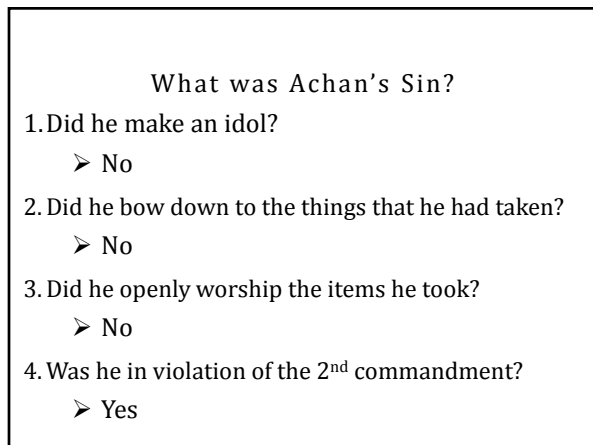 What was Achan’s Sin?
1. Did he make an idol?
➢ No
2. Did he bow down to the things that he had taken?
➢ No
3. Did he openly worship the items he took?
➢ No
4. Was he in violation of the 2nd commandment?
➢ Yes